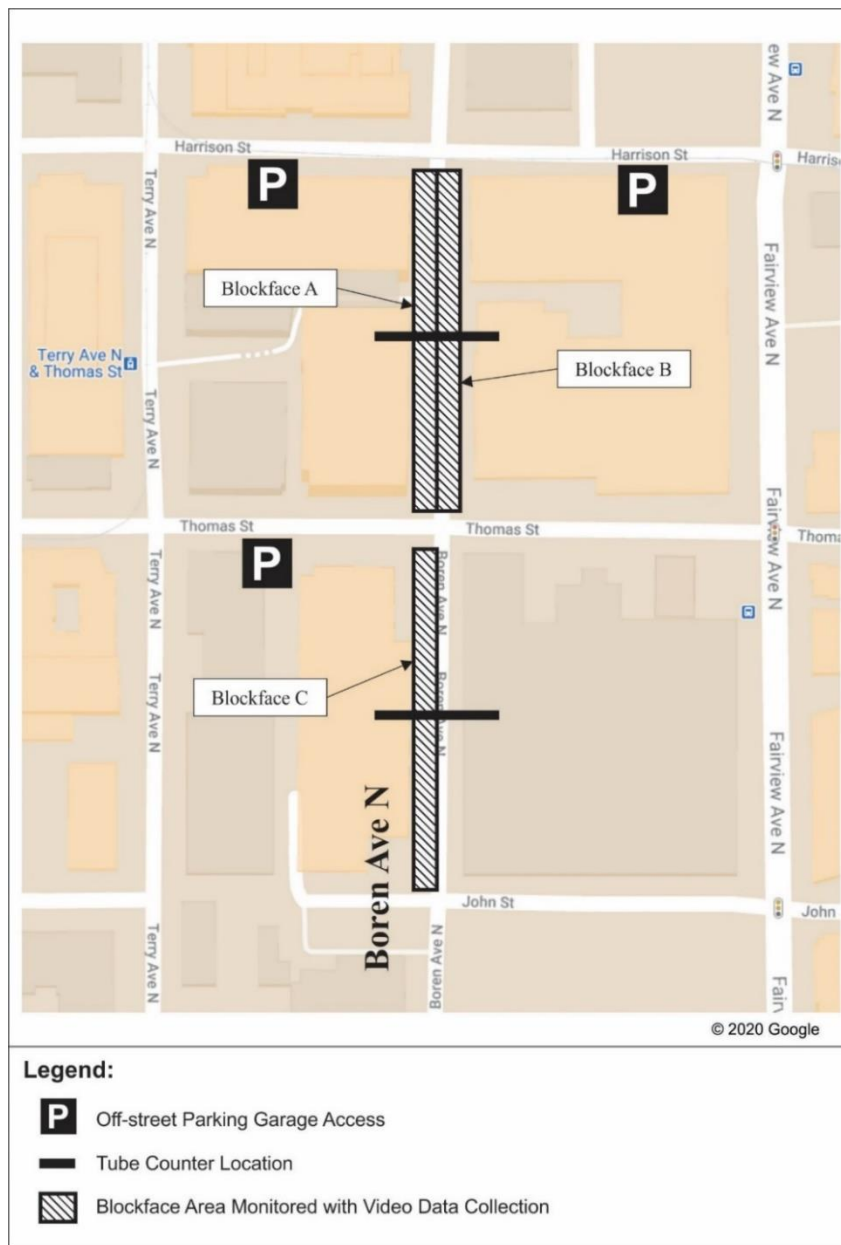 ew Ave N
Harrison St
Harrison St
Harrison
P
P
Terry Ave N
Fairview Ave N
Blockface A
Terry Ave N
& Thomas St
Blockface B
Terry Ave N
Fairview Ave N
Thomas St
Thomas St
Thoma
P
Terry Ave N
Boren Ave N
Terry Ave N
Blockface C
Boren Ave N
Fairview Ave N
Boren Ave N
John St
John
Terry Ave N
Boren Ave N
Fairv
© 2020 Google
Legend:
P Off-street Parking Garage Access
Tube Counter Location
Blockface Area Monitored with Video Data Collection